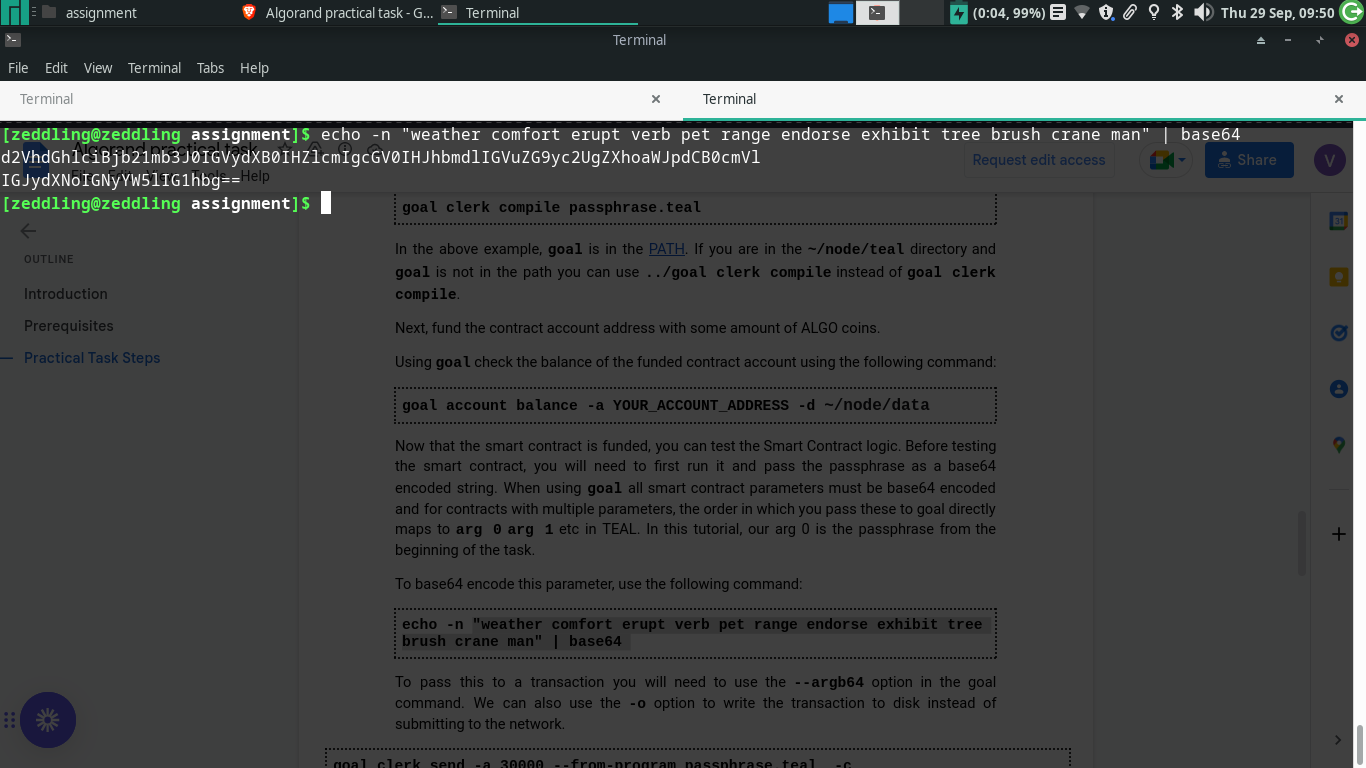 assignment
Algorand practical task - G...
Terminal
(0:04, 99%)
Thu 29 Sep, 09:50
Terminal
File Edit View Terminal Tabs Help
Terminal
Terminal
[zeddling@zeddling assignment]$ echo -n "weather comfort erupt verb pet range endorse exhibit tree brush crane man" | base64
d2VhdGhlciBjb21mb3J0IGVydXB0IHZlcmIgcGV0IHJhbmdlIGVuZG9yc2UgZXhoaWJpdCB0cmVl
IGJydXNoIGNyYW5lIG1hbg==
[zeddling@zeddling assignment]$
Algorand practical task
Help
Request edit access
Share
V
goal clerk compile passphrase.teal
In the above example, goal is in the PATH. If you are in the ~/node/teal directory and
goal is not in the path you can use ../goal clerk compile instead of goal clerk
compile.
Next, fund the contract account address with some amount of ALGO coins.
Using goal check the balance of the funded contract account using the following command:
goal account balance -a YOUR_ACCOUNT_ADDRESS -d ~/node/data
Now that the smart contract is funded, you can test the Smart Contract logic. Before testing
the smart contract, you will need to first run it and pass the passphrase as a base64
encoded string. When using goal all smart contract parameters must be base64 encoded
and for contracts with multiple parameters, the order in which you pass these to goal directly
maps to arg 0 arg 1 etc in TEAL. In this tutorial, our arg 0 is the passphrase from the
beginning of the task.
To base64 encode this parameter, use the following command:
echo -n "weather comfort erupt verb pet range endorse exhibit tree
brush crane man" | base64
To pass this to a transaction you will need to use the --argb64 option in the goal
command. We can also use the -o option to write the transaction to disk instead of
submitting to the network.
goal clerk send -a 30000 --from-program passphrase.teal -c
OUTLINE
Introduction
Prerequisites
Practical Task Steps